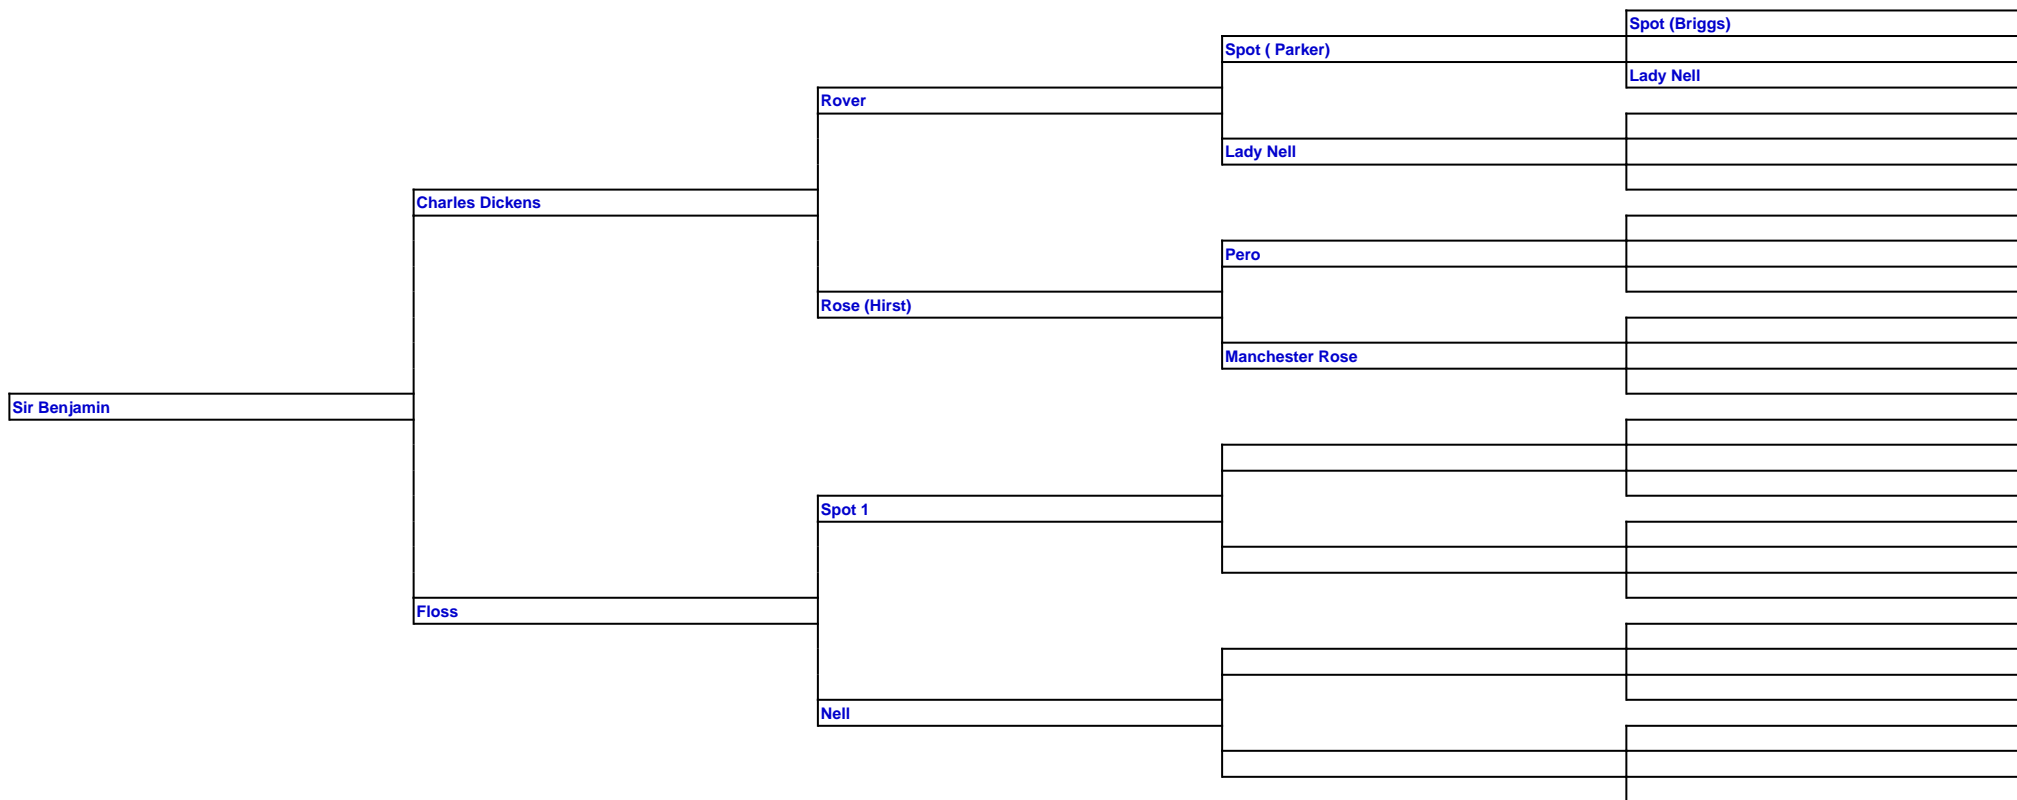 Spot (Briggs)
Spot ( Parker)
Lady Nell
Rover
Lady Nell
Charles Dickens
Pero
Rose (Hirst)
Manchester Rose
Sir Benjamin
Spot 1
Floss
Nell